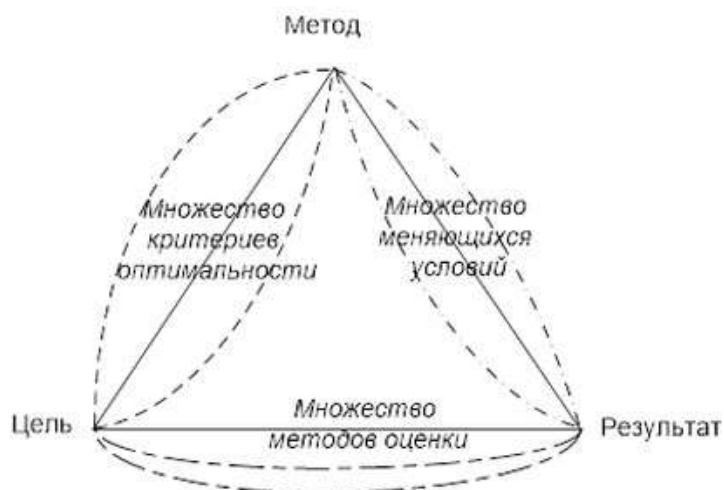 Метод
Множество
критериев
оптимальности
Множество
меняющихся
условий
Цель
Множество
методов оценки
Результат